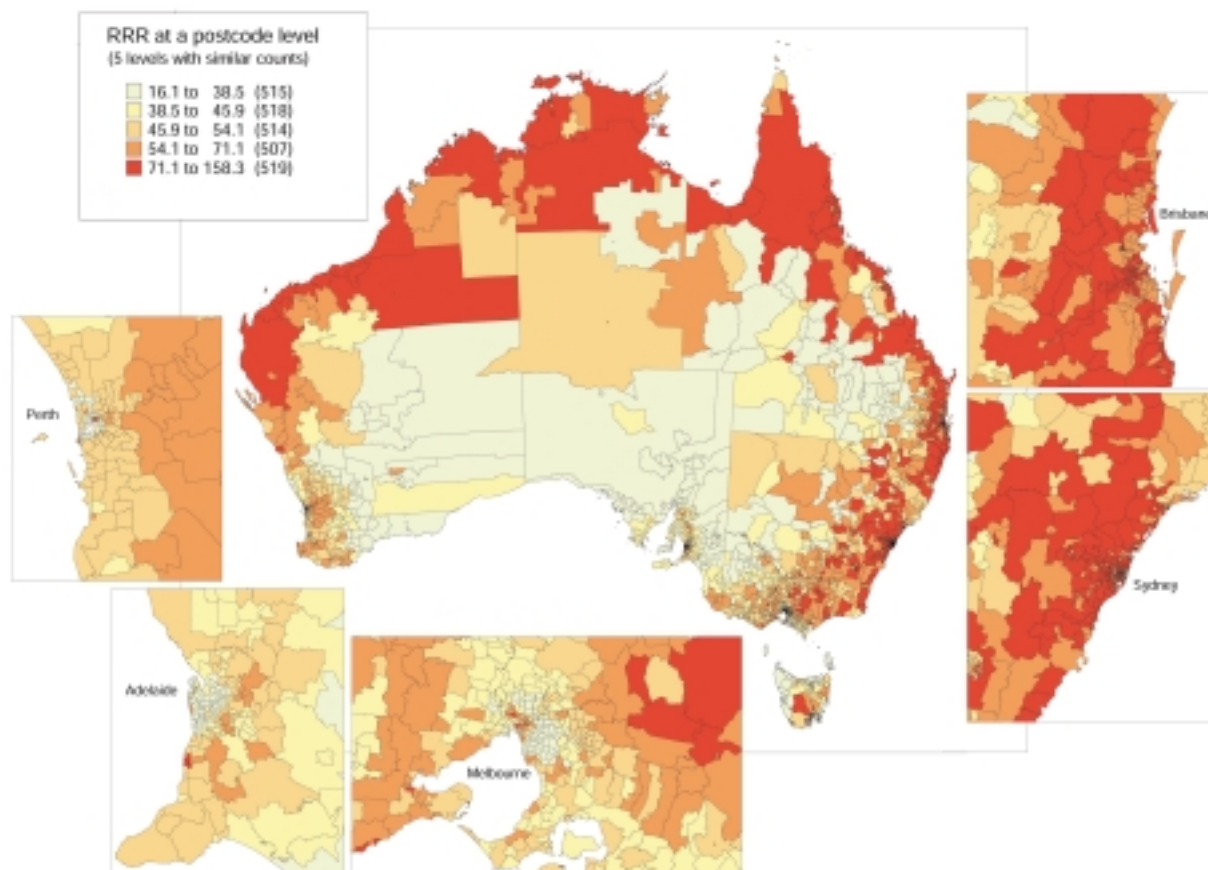 RRR at a postcode level
(5 levels with similar counts)
16.1 to 38.5 (515)
38.5 to 45.9 (518)
45.9 to 54.1 (514)
54.1 to 71.1 (507)
71.1 to 158.3 (519)
Brisbane
Perth
Sydney
Adelaide
Melbourne